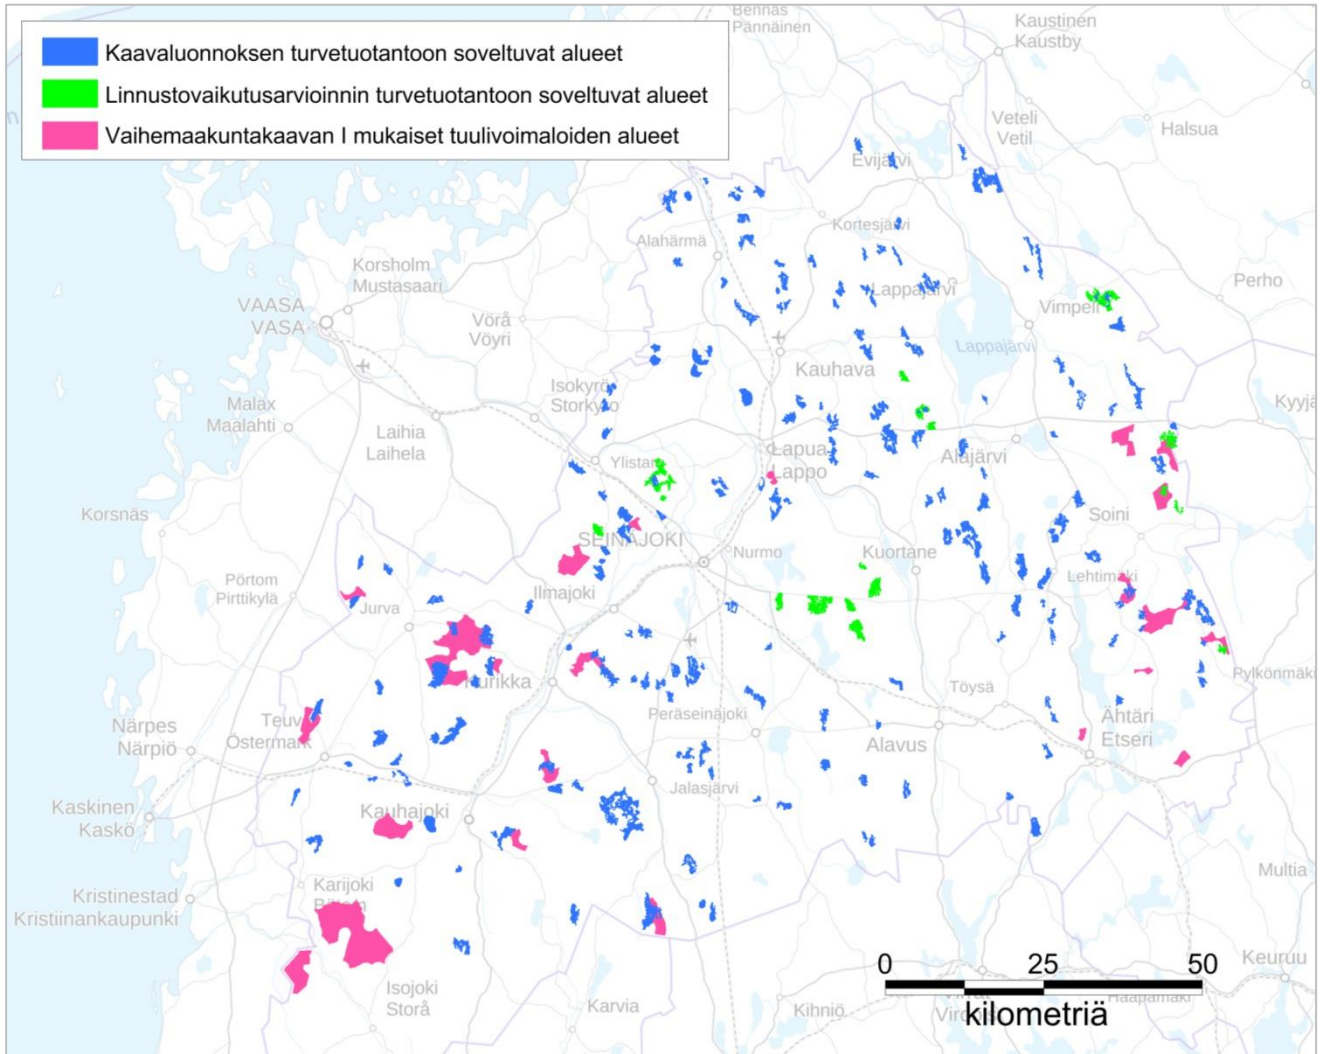 Bennäs
Pännäinen
Kaustinen
Kaustby
Kaavaluonnoksen turvetuotantoon soveltuvat alueet
Linnustovaikutusarvioinnin turvetuotantoon soveltuvat alueet
Vaihemaakuntakaavan I mukaiset tuulivoimaloiden alueet
Veteli
Vetil
Halsua
Evijärvi
Kortesjärvi
Alahärmä
Korsholm
Mustasaari
Perho
Lappajärvi
VAASA
VASA
Vimpeli
Vörå
Vöyri
Lappajärvi
Kauhava
Isokyrö
Storkyro
Malax
Maalahti
Laihia
Laihela
Lapua
Lappo
Alajärvi
Ylistaro
Korsnäs
Soini
SEINÄJOKI
Nurmo
Kuortane
Pörtom
Pirttikylä
Lehtimäki
Ilmajoki
Jurva
Kurikka
Töysä
Peräseinäjoki
Närpes
Närpiö
Teuva
Östermark
Ähtäri
Etseri
Alavus
Kaskinen
Kaskö
Jalasjärvi
Kauhajoki
Multia
Karijoki
Kristinestad
Kristiinankaupunki
Keuruu
Isojoki
Storå
Karvia
Kihniö
0 25 50
kilometriä
Haapamäki